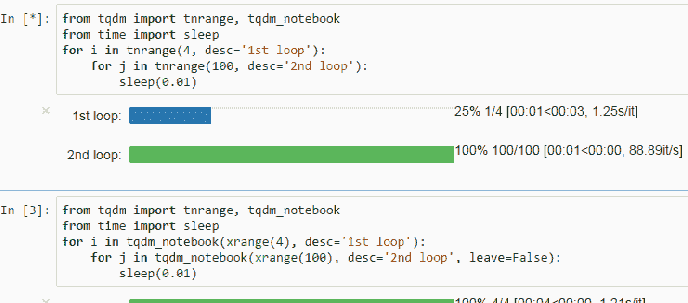 In [*]: from tqdm import tnrange, tqdm_notebook
from time import sleep
for i in tnrange(4, desc='1st loop'):
    for j in tnrange(100, desc='2nd loop'):
        sleep(0.01)
1st loop: 25% 1/4 [00:01<00:03, 1.25s/it]
2nd loop: 100% 100/100 [00:01<00:00, 88.89it/s]
In [3]: from tqdm import tnrange, tqdm_notebook
from time import sleep
for i in tqdm_notebook(xrange(4), desc='1st loop'):
    for j in tqdm_notebook(xrange(100), desc='2nd loop', leave=False):
        sleep(0.01)
100% 4/4 [00:04<00:00, 1.21s/it]